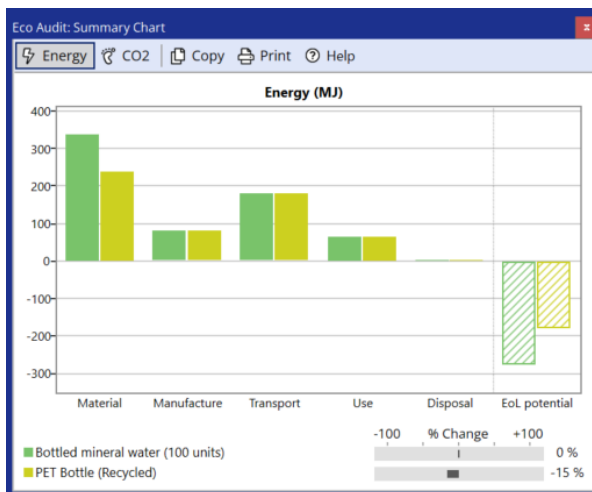 Eco Audit: Summary Chart
Energy CO2 Copy Print Help
Energy (MJ)
400
300
200
100
0
-100
-200
-300
Material Manufacture Transport Use Disposal EoL potential
-100 % Change +100
Bottled mineral water (100 units) 0 %
PET Bottle (Recycled) -15 %